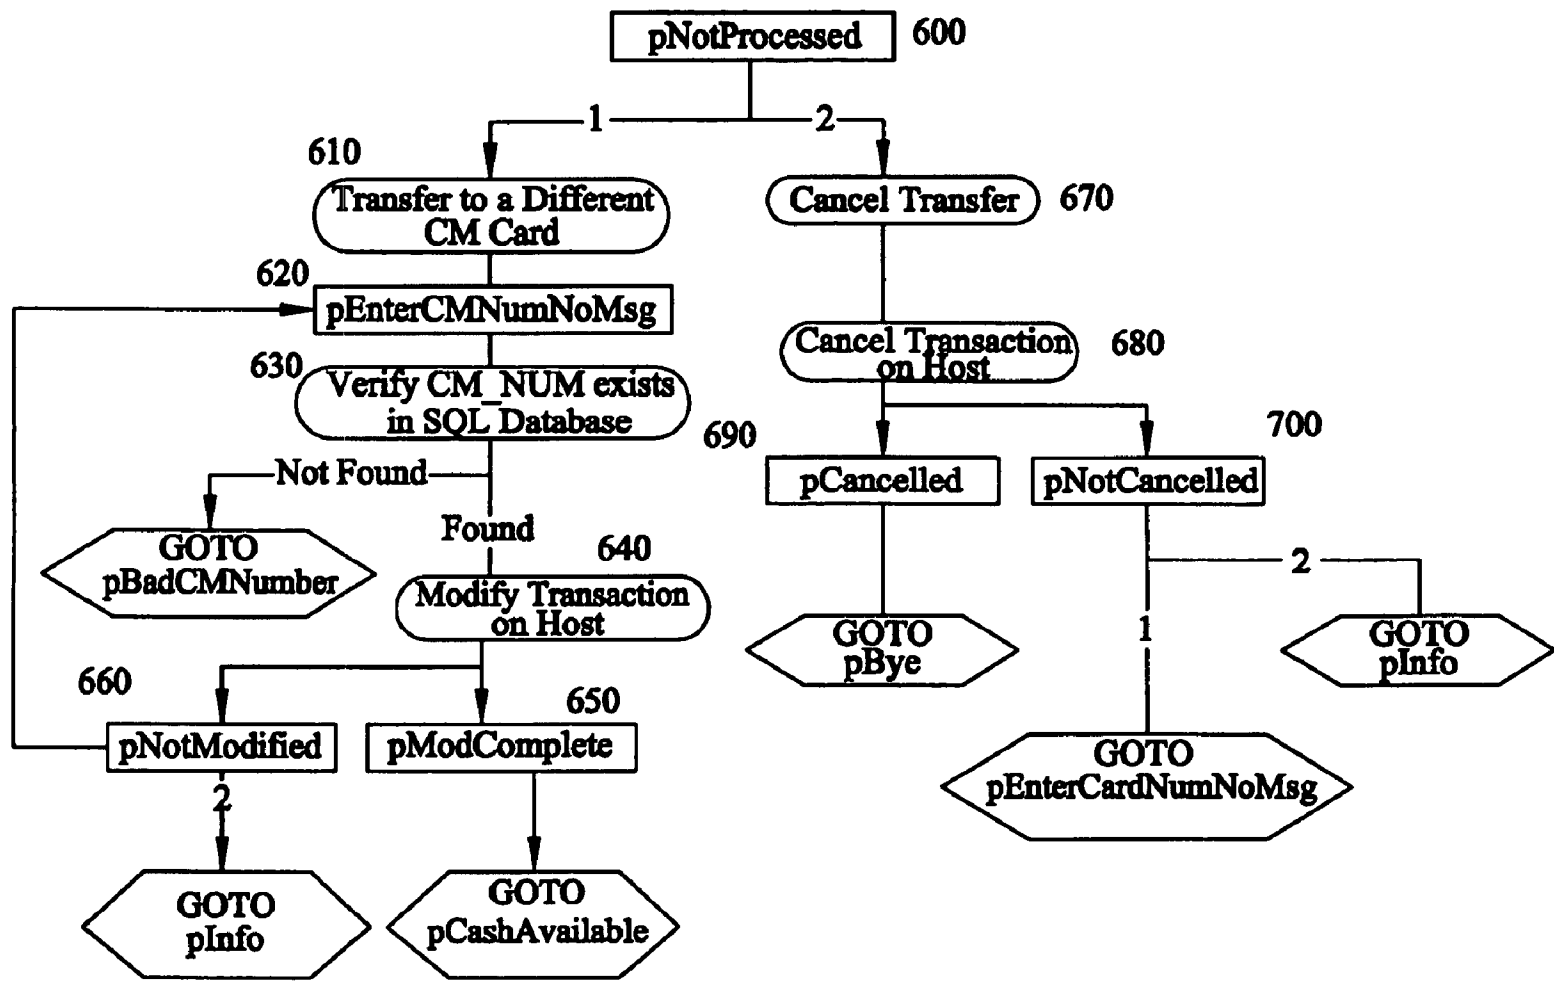 pNotProcessed
600
1
2
610
Transfer to a Different
CM Card
Cancel Transfer
670
620
pEnterCMNumNoMsg
630
Verify CM_NUM exists
in SQL Database
Cancel Transaction
on Host
680
Not Found
Found
690
700
pCancelled
pNotCancelled
GOTO
pBadCMNumber
640
Modify Transaction
on Host
2
1
GOTO
pBye
GOTO
pInfo
660
650
pNotModified
pModComplete
GOTO
pEnterCardNumNoMsg
2
GOTO
pInfo
GOTO
pCashAvailable